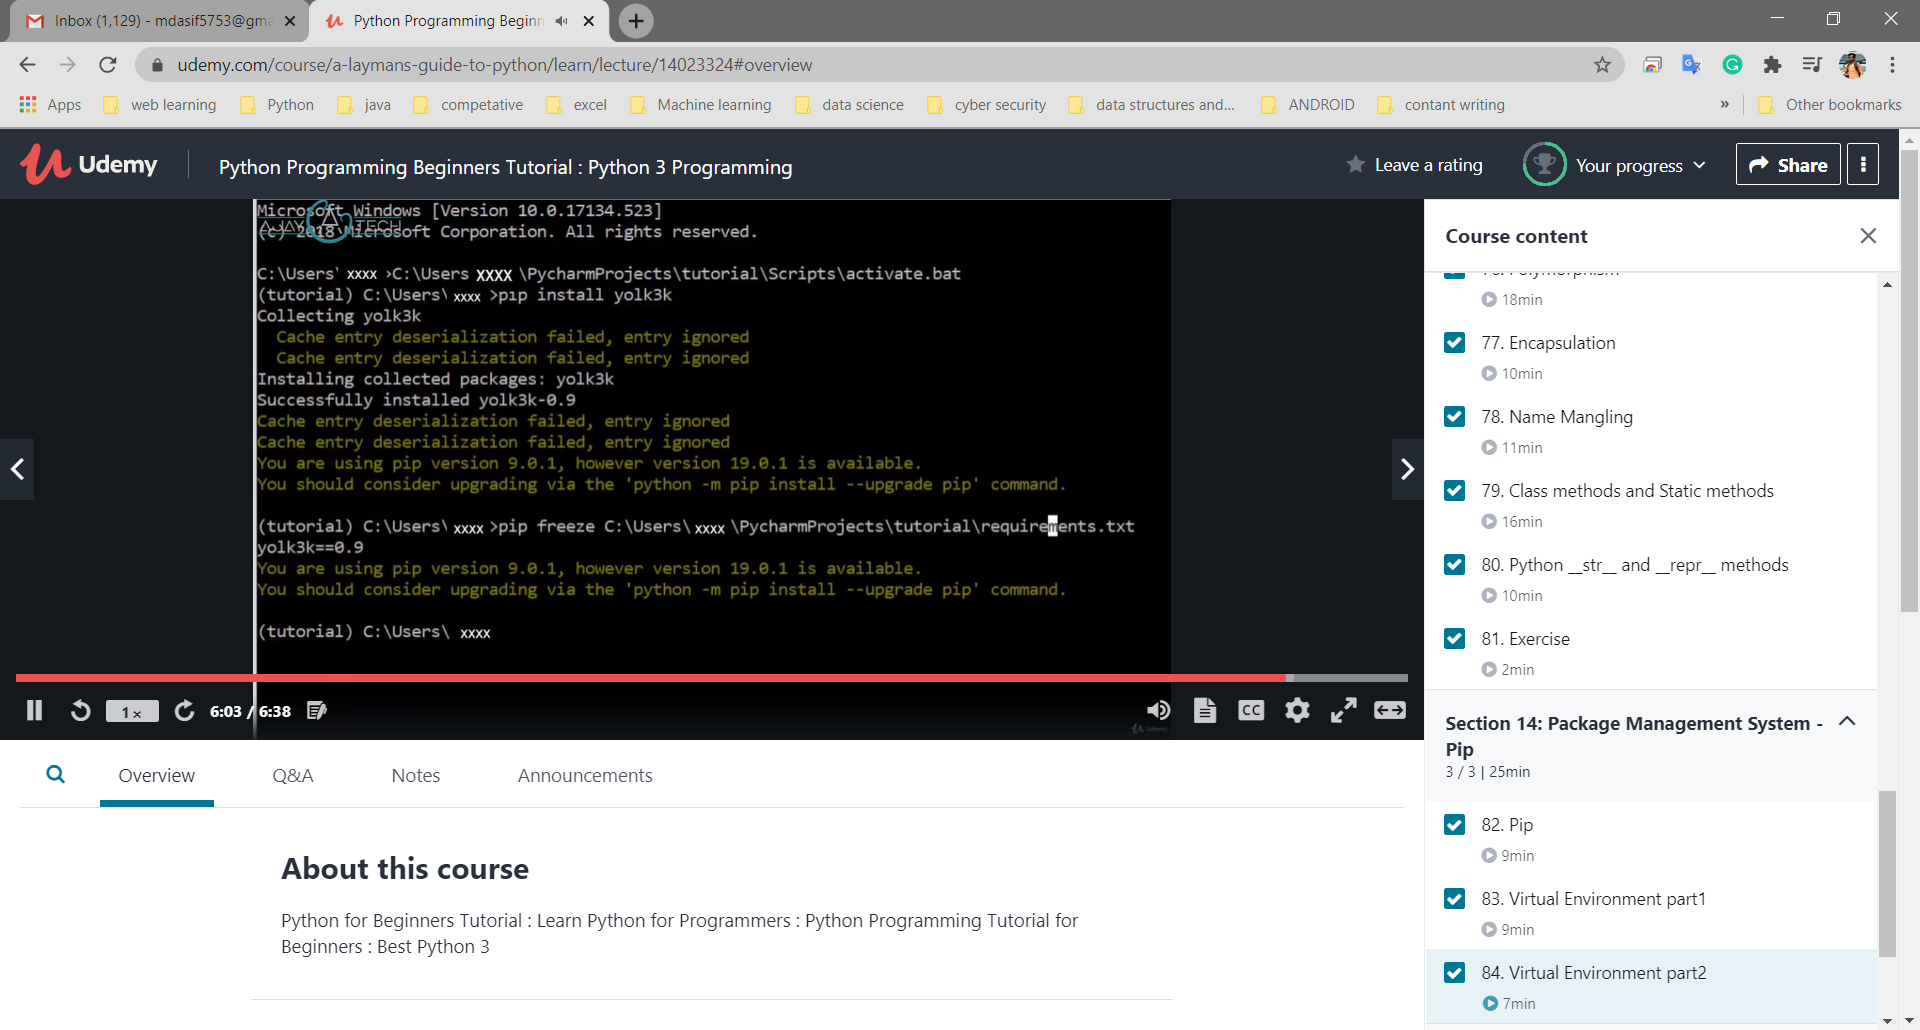 Inbox (1,129) - mdasif5753@gma
Python Programming Beginn
udemy.com/course/a-laymans-guide-to-python/learn/lecture/14023324#overview
Apps web learning Python java competative excel Machine learning data science cyber security data structures and... ANDROID contant writing » Other bookmarks
Udemy Python Programming Beginners Tutorial : Python 3 Programming Leave a rating Your progress Share
Microsoft Windows [Version 10.0.17134.523]
AJAY TECH
(c) 2018 Microsoft Corporation. All rights reserved.
C:\Users' xxxx >C:\Users XXXX \PycharmProjects\tutorial\Scripts\activate.bat
(tutorial) C:\Users\ xxxx >pip install yolk3k
Collecting yolk3k
Cache entry deserialization failed, entry ignored
Cache entry deserialization failed, entry ignored
Installing collected packages: yolk3k
Successfully installed yolk3k-0.9
Cache entry deserialization failed, entry ignored
Cache entry deserialization failed, entry ignored
You are using pip version 9.0.1, however version 19.0.1 is available.
You should consider upgrading via the 'python -m pip install --upgrade pip' command.
(tutorial) C:\Users\ xxxx >pip freeze C:\Users\ xxxx \PycharmProjects\tutorial\requirements.txt
yolk3k==0.9
You are using pip version 9.0.1, however version 19.0.1 is available.
You should consider upgrading via the 'python -m pip install --upgrade pip' command.
(tutorial) C:\Users\ xxxx
1x 6:03 / 6:38 CC
Udemy
Overview Q&A Notes Announcements
About this course
Python for Beginners Tutorial : Learn Python for Programmers : Python Programming Tutorial for
Beginners : Best Python 3
Course content
76. Polymorphism
18min
77. Encapsulation
10min
78. Name Mangling
11min
79. Class methods and Static methods
16min
80. Python __str__ and __repr__ methods
10min
81. Exercise
2min
Section 14: Package Management System -
Pip
3 / 3 | 25min
82. Pip
9min
83. Virtual Environment part1
9min
84. Virtual Environment part2
7min